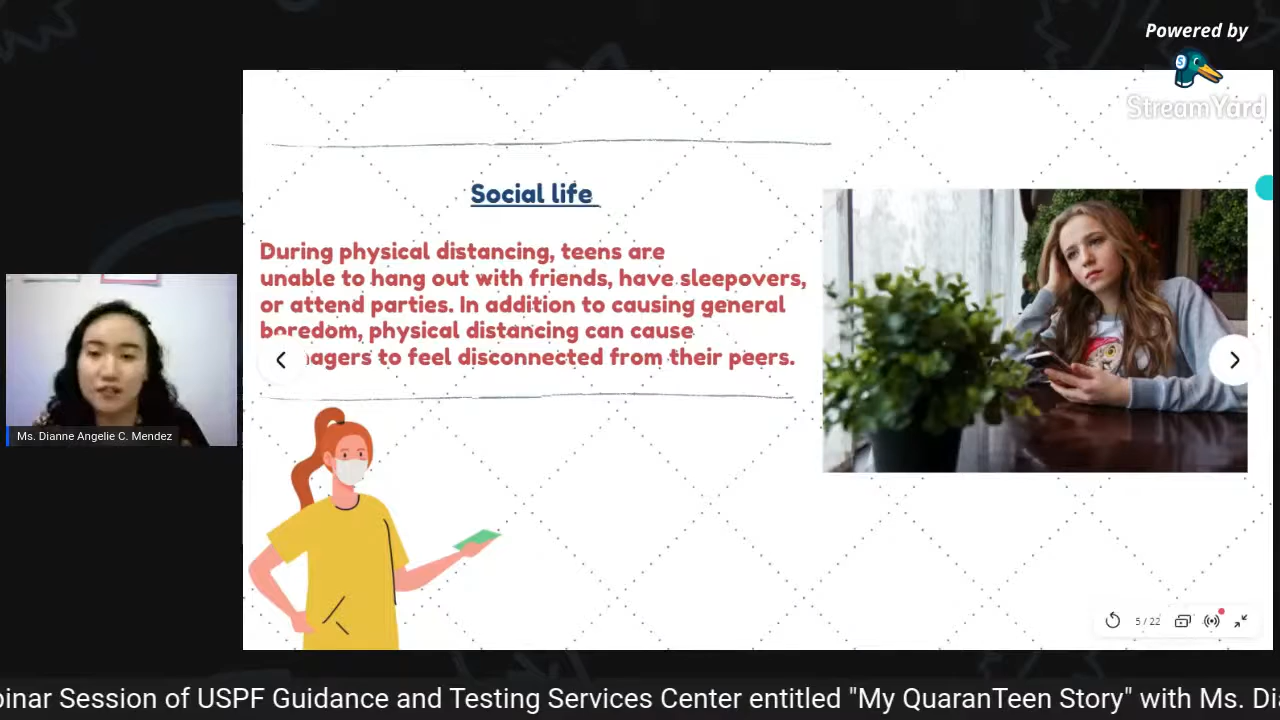 Powered by
StreamYard
Social life
During physical distancing, teens are
unable to hang out with friends, have sleepovers,
or attend parties. In addition to causing general
boredom, physical distancing can cause
to feel disconnected from their peers.
Ms. Dianne Angelie C. Mendez
5 / 22
Session of USPF Guidance and Testing Services Center entitled "My QuaranTeen Story" with Ms.